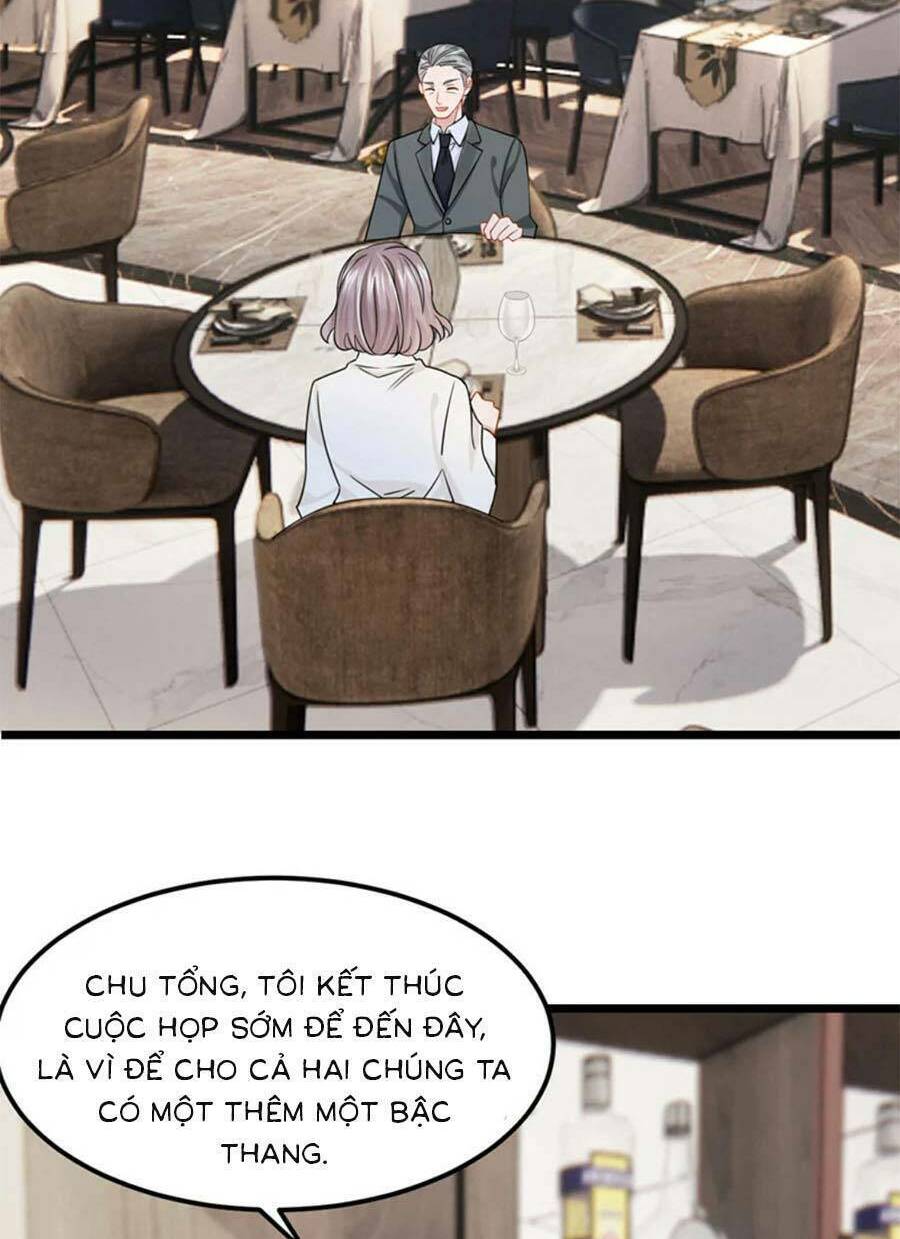 CHU TỔNG, TÔI KẾT THÚC
CUỘC HỌP SỚM ĐỂ ĐẾN ĐÂY,
LÀ VÌ ĐỂ CHO CẢ HAI CHÚNG TA
CÓ MỘT THÊM MỘT BẬC
THANG.